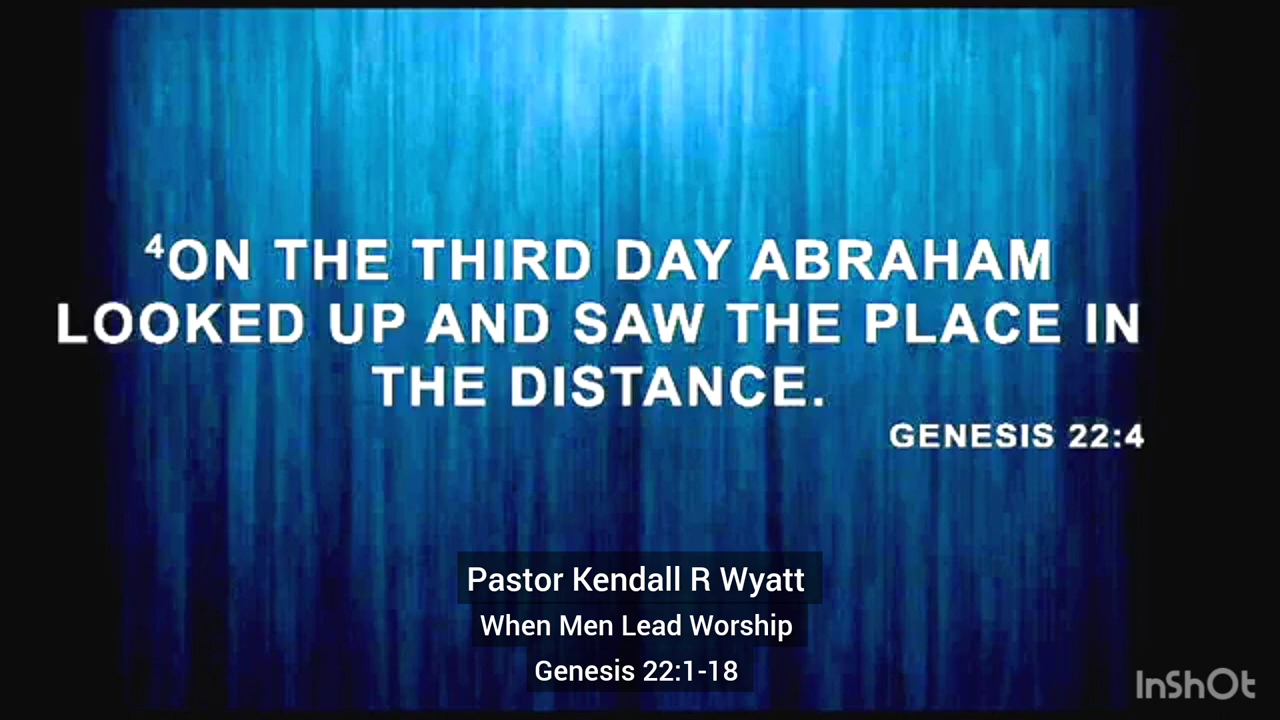 ⁴ON THE THIRD DAY ABRAHAM
LOOKED UP AND SAW THE PLACE IN
THE DISTANCE.
GENESIS 22:4
Pastor Kendall R Wyatt
When Men Lead Worship
Genesis 22:1-18
InShOt